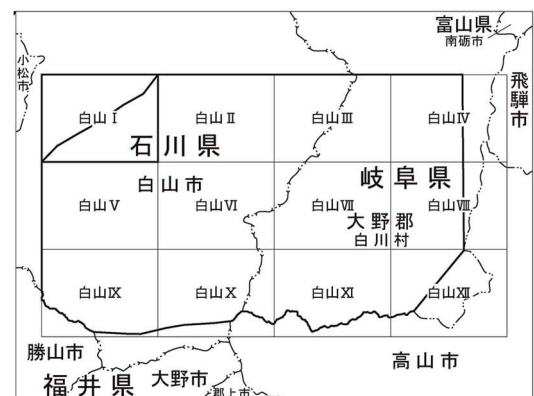 富山県
南砺市
小松市
飛騨市
白山Ⅰ
白山Ⅱ
白山Ⅲ
白山Ⅳ
石川県
白山市
岐阜県
白山Ⅴ
白山Ⅵ
白山Ⅶ
白山Ⅷ
大野郡
白川村
白山Ⅸ
白山Ⅹ
白山Ⅺ
白山Ⅻ
勝山市
高山市
福井県
大野市
郡上市